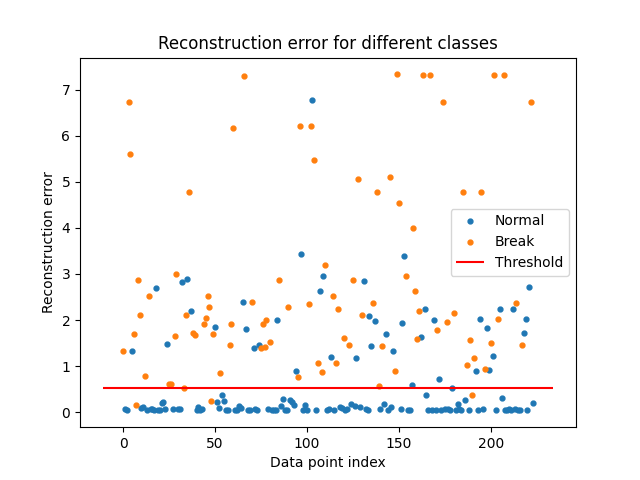 Reconstruction error for different classes
7
6
5
4
3
2
1
0
Reconstruction error
Normal
Break
Threshold
0
50
100
150
200
Data point index